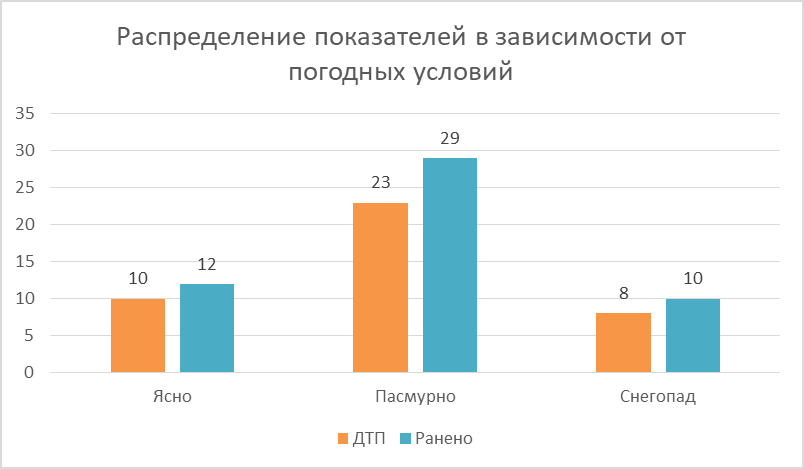 Распределение показателей в зависимости от
погодных условий
35
30
25
20
15
10
5
0
10
12
23
29
8
10
Ясно
Пасмурно
Снегопад
ДТП
Ранено